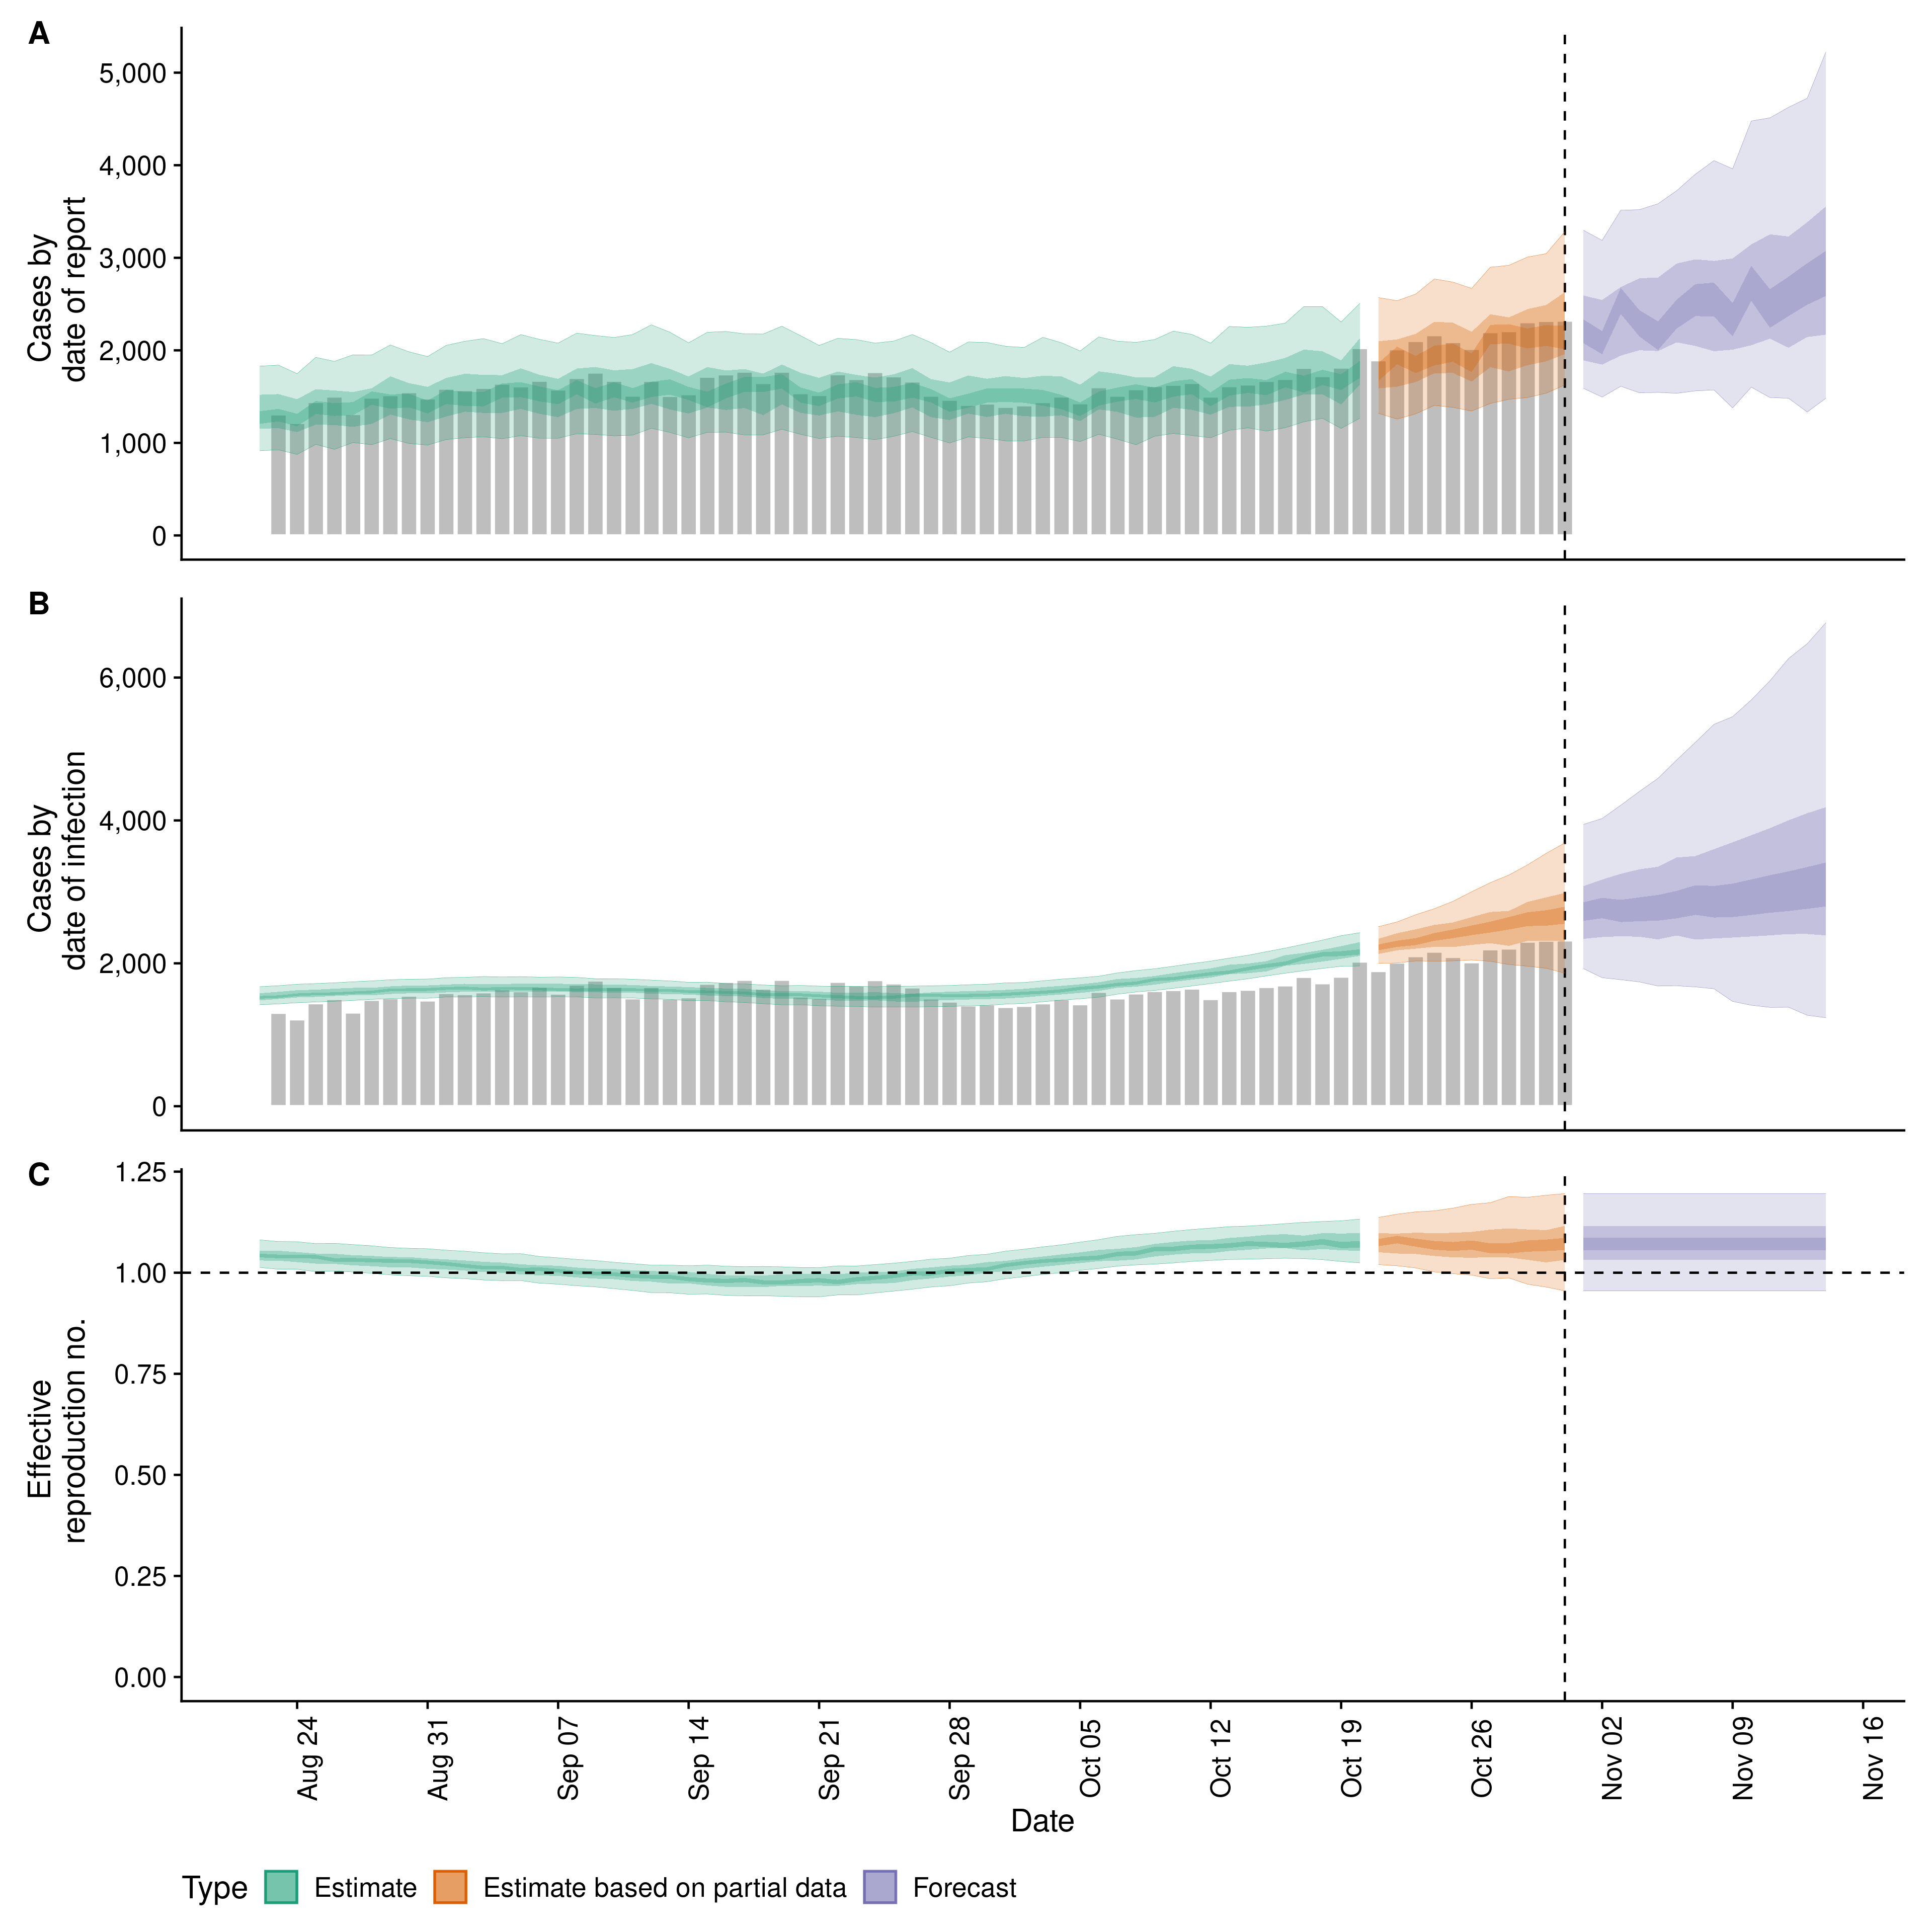 A
5,000
4,000
3,000
2,000
1,000
0
Cases by
date of report
B
6,000
4,000
2,000
0
Cases by
date of infection
C
1.25
1.00
0.75
0.50
0.25
0.00
Effective
reproduction no.
Aug 24
Aug 31
Sep 07
Sep 14
Sep 21
Sep 28
Oct 05
Oct 12
Oct 19
Oct 26
Nov 02
Nov 09
Nov 16
Date
Type Estimate Estimate based on partial data Forecast